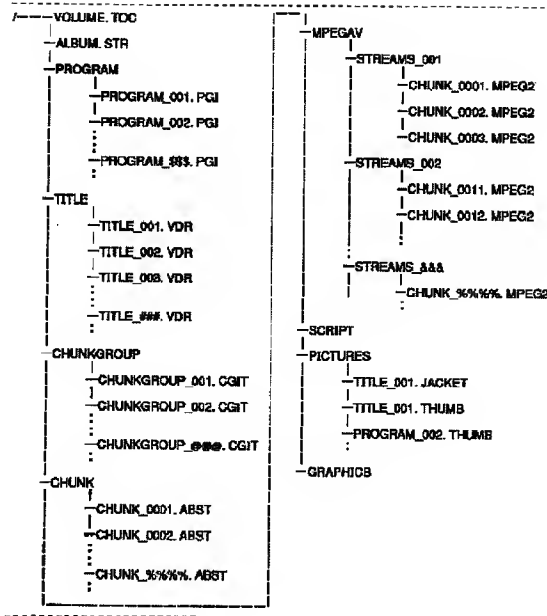 VOLUME. TOC
ALBUM. STR
PROGRAM
PROGRAM_001. PGI
PROGRAM_002. PGI
PROGRAM_$$$. PGI
TITLE
TITLE_001. VDR
TITLE_002. VDR
TITLE_003. VDR
TITLE_###. VDR
CHUNKGROUP
CHUNKGROUP_001. CGIT
CHUNKGROUP_002. CGIT
CHUNKGROUP_@@@. CGIT
CHUNK
CHUNK_0001. ABST
CHUNK_0002. ABST
CHUNK_%%%%. ABST
MPEGAV
STREAMS_001
CHUNK_0001. MPEG2
CHUNK_0002. MPEG2
CHUNK_0003. MPEG2
STREAMS_002
CHUNK_0011. MPEG2
CHUNK_0012. MPEG2
STREAMS_&&&
CHUNK_%%%%. MPEG2
SCRIPT
PICTURES
TITLE_001. JACKET
TITLE_001. THUMB
PROGRAM_002. THUMB
GRAPHICS